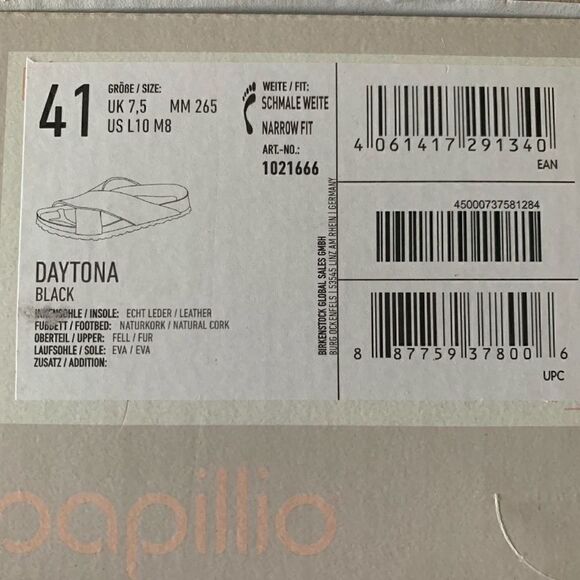 41
GRÖßE / SIZE:
UK 7,5 MM 265
US L10 M8
WEITE / FIT:
SCHMALE WEITE
NARROW FIT
ART.-NO.:
1021666
DAYTONA
BLACK
INNENSOHLE / INSOLE: ECHT LEDER / LEATHER
FUßBETT / FOOTBED: NATURKORK / NATURAL CORK
OBERTEIL / UPPER: FELL / FUR
LAUFSOHLE / SOLE: EVA / EVA
ZUSATZ / ADDITION:
BIRKENSTOCK GLOBAL SALES GMBH
BURG OCKENFELS | 53545 LINZ AM RHEIN | GERMANY
4 061417 291340
EAN
45000737581284
8 87759 37800 6
UPC
papillio